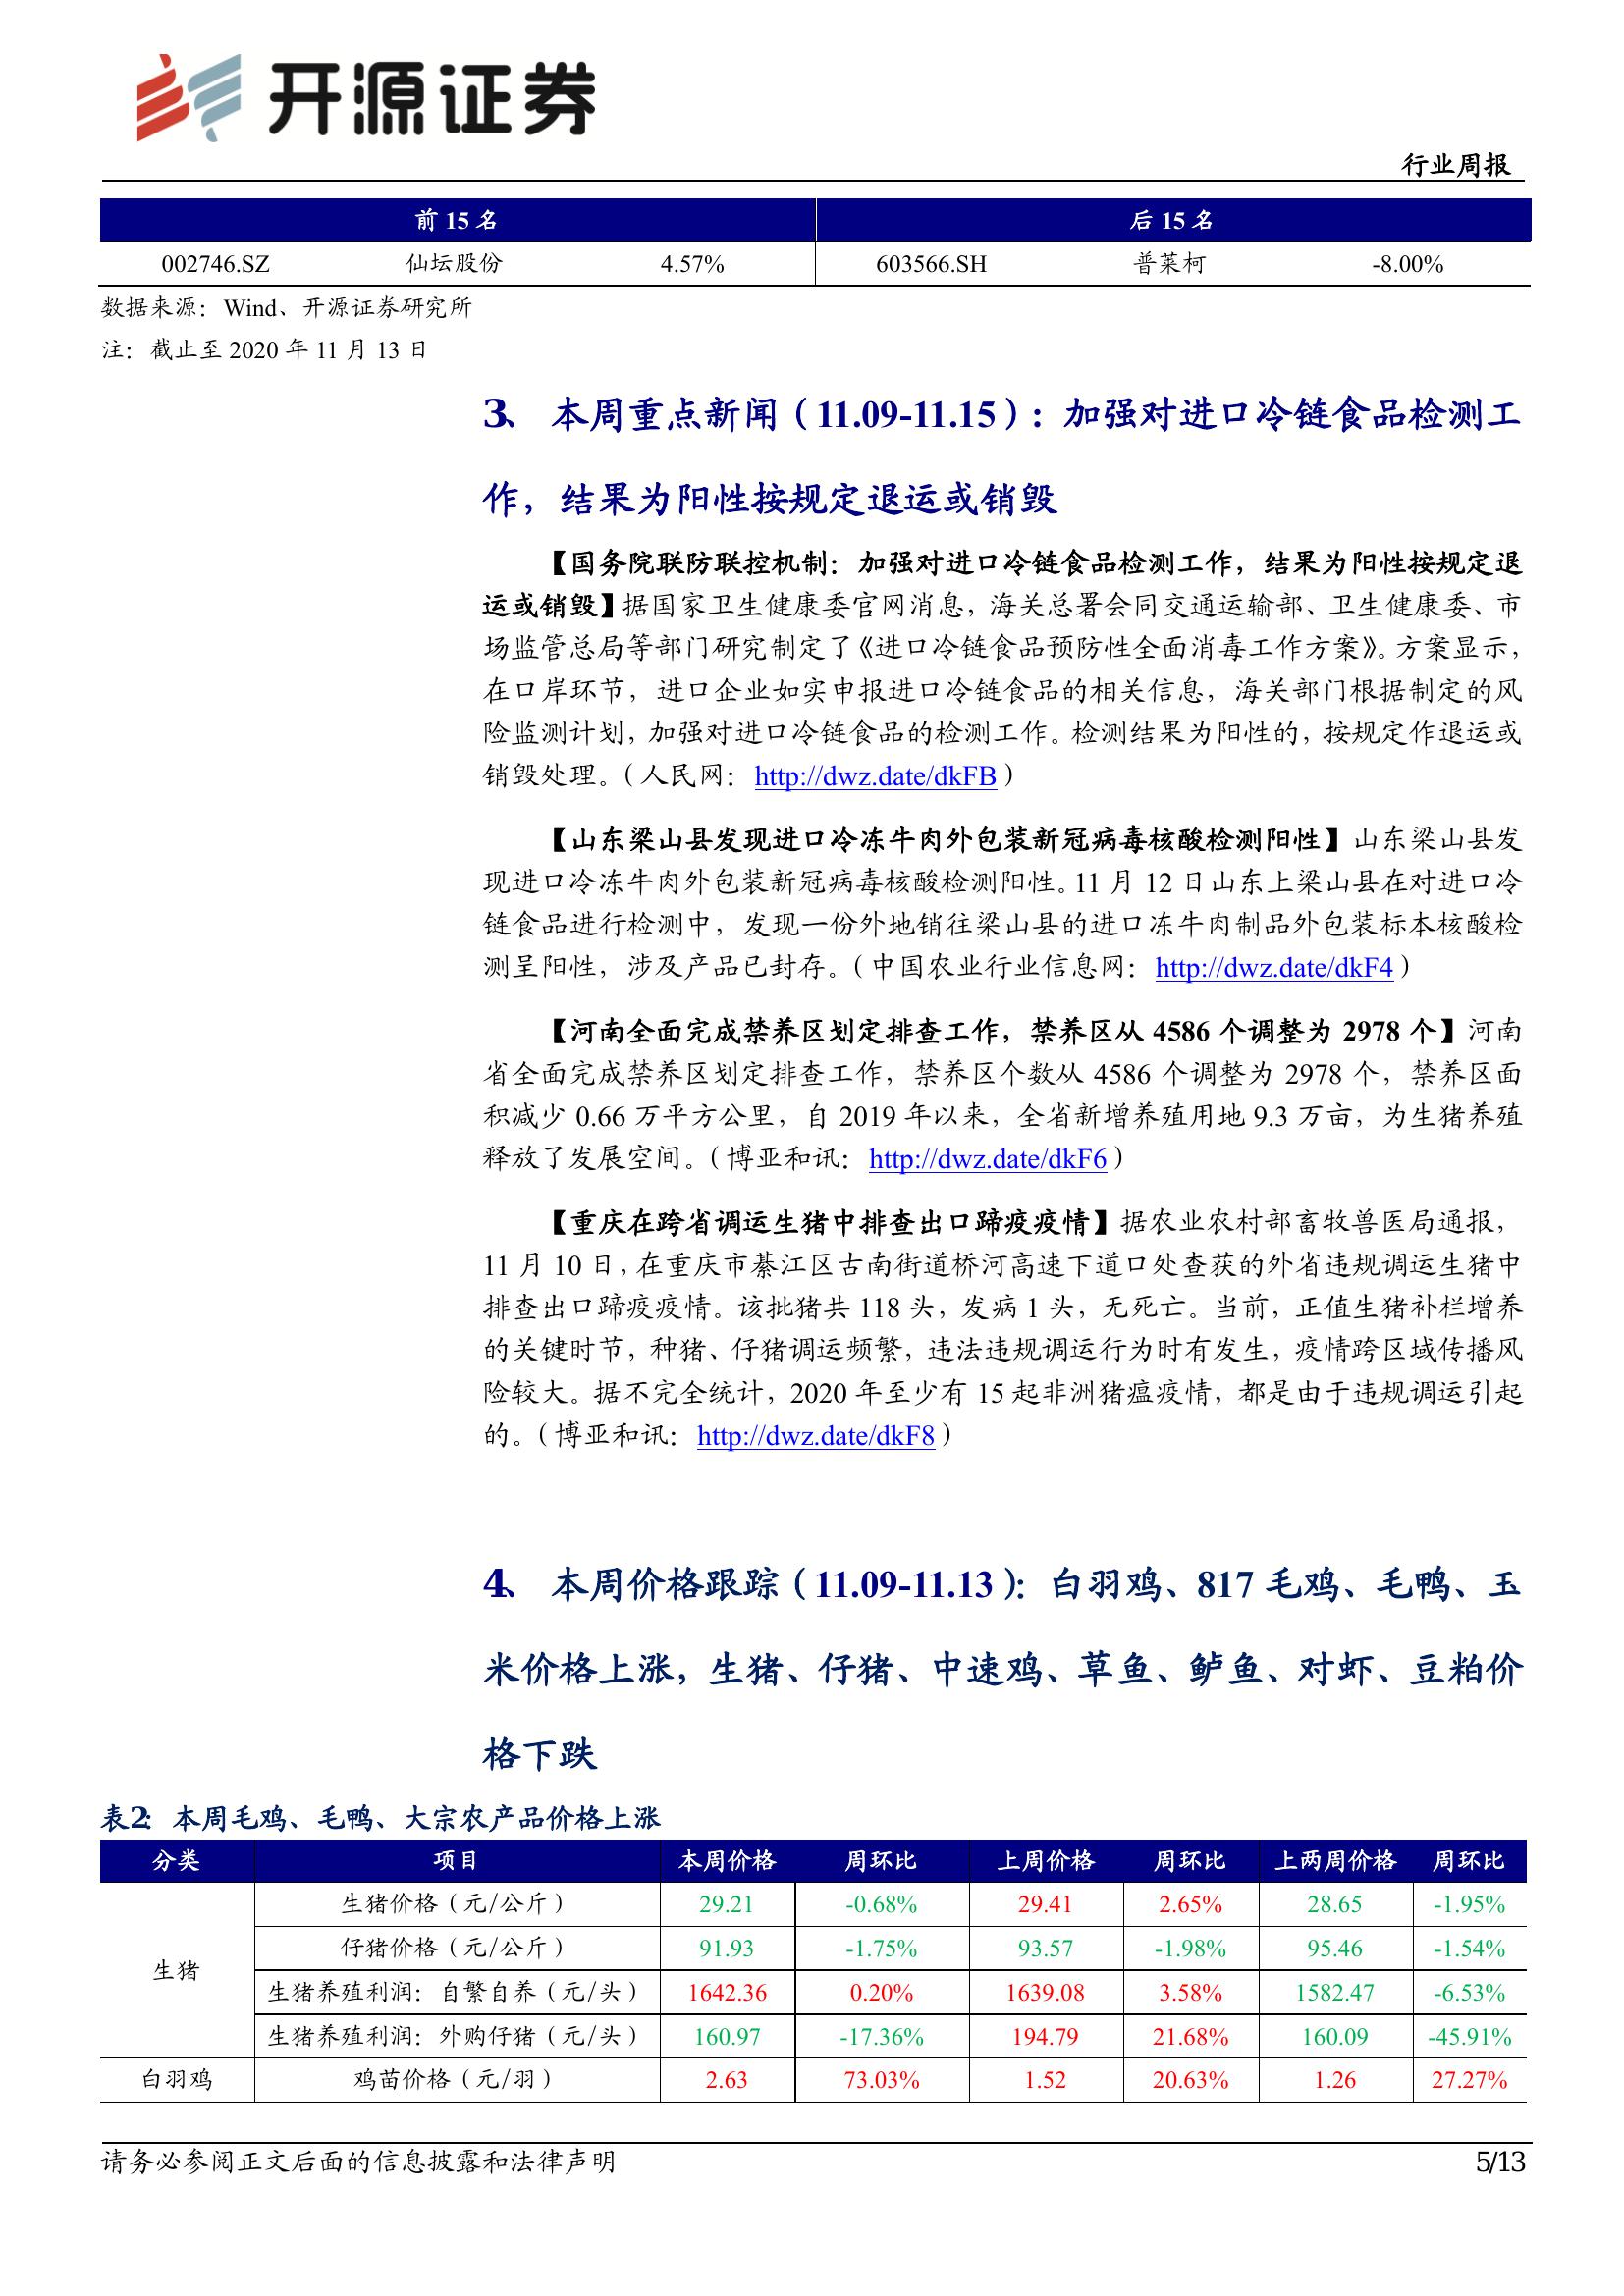 开源证券
行业周报
前 15 名 后 15 名
002746.SZ 仙坛股份 4.57% 603566.SH 普莱柯 -8.00%
数据来源：Wind、开源证券研究所
注：截止至 2020 年 11 月 13 日
3、 本周重点新闻（11.09-11.15）：加强对进口冷链食品检测工
作，结果为阳性按规定退运或销毁
【国务院联防联控机制：加强对进口冷链食品检测工作，结果为阳性按规定退
运或销毁】据国家卫生健康委官网消息，海关总署会同交通运输部、卫生健康委、市
场监管总局等部门研究制定了《进口冷链食品预防性全面消毒工作方案》。方案显示，
在口岸环节，进口企业如实申报进口冷链食品的相关信息，海关部门根据制定的风
险监测计划，加强对进口冷链食品的检测工作。检测结果为阳性的，按规定作退运或
销毁处理。（人民网：http://dwz.date/dkFB）
【山东梁山县发现进口冷冻牛肉外包装新冠病毒核酸检测阳性】山东梁山县发
现进口冷冻牛肉外包装新冠病毒核酸检测阳性。11 月 12 日山东上梁山县在对进口冷
链食品进行检测中，发现一份外地销往梁山县的进口冻牛肉制品外包装标本核酸检
测呈阳性，涉及产品已封存。（中国农业行业信息网：http://dwz.date/dkF4）
【河南全面完成禁养区划定排查工作，禁养区从 4586 个调整为 2978 个】河南
省全面完成禁养区划定排查工作，禁养区个数从 4586 个调整为 2978 个，禁养区面
积减少 0.66 万平方公里，自 2019 年以来，全省新增养殖用地 9.3 万亩，为生猪养殖
释放了发展空间。（博亚和讯：http://dwz.date/dkF6）
【重庆在跨省调运生猪中排查出口蹄疫疫情】据农业农村部畜牧兽医局通报，
11 月 10 日，在重庆市綦江区古南街道桥河高速下道口处查获的外省违规调运生猪中
排查出口蹄疫疫情。该批猪共 118 头，发病 1 头，无死亡。当前，正值生猪补栏增养
的关键时节，种猪、仔猪调运频繁，违法违规调运行为时有发生，疫情跨区域传播风
险较大。据不完全统计，2020 年至少有 15 起非洲猪瘟疫情，都是由于违规调运引起
的。（博亚和讯：http://dwz.date/dkF8）
4、 本周价格跟踪（11.09-11.13）：白羽鸡、817 毛鸡、毛鸭、玉
米价格上涨，生猪、仔猪、中速鸡、草鱼、鲈鱼、对虾、豆粕价
格下跌
表2：本周毛鸡、毛鸭、大宗农产品价格上涨
分类 项目 本周价格 周环比 上周价格 周环比 上两周价格 周环比
生猪价格（元/公斤） 29.21 -0.68% 29.41 2.65% 28.65 -1.95%
仔猪价格（元/公斤） 91.93 -1.75% 93.57 -1.98% 95.46 -1.54%
生猪
生猪养殖利润：自繁自养（元/头） 1642.36 0.20% 1639.08 3.58% 1582.47 -6.53%
生猪养殖利润：外购仔猪（元/头） 160.97 -17.36% 194.79 21.68% 160.09 -45.91%
白羽鸡 鸡苗价格（元/羽） 2.63 73.03% 1.52 20.63% 1.26 27.27%
请务必参阅正文后面的信息披露和法律声明 5/13